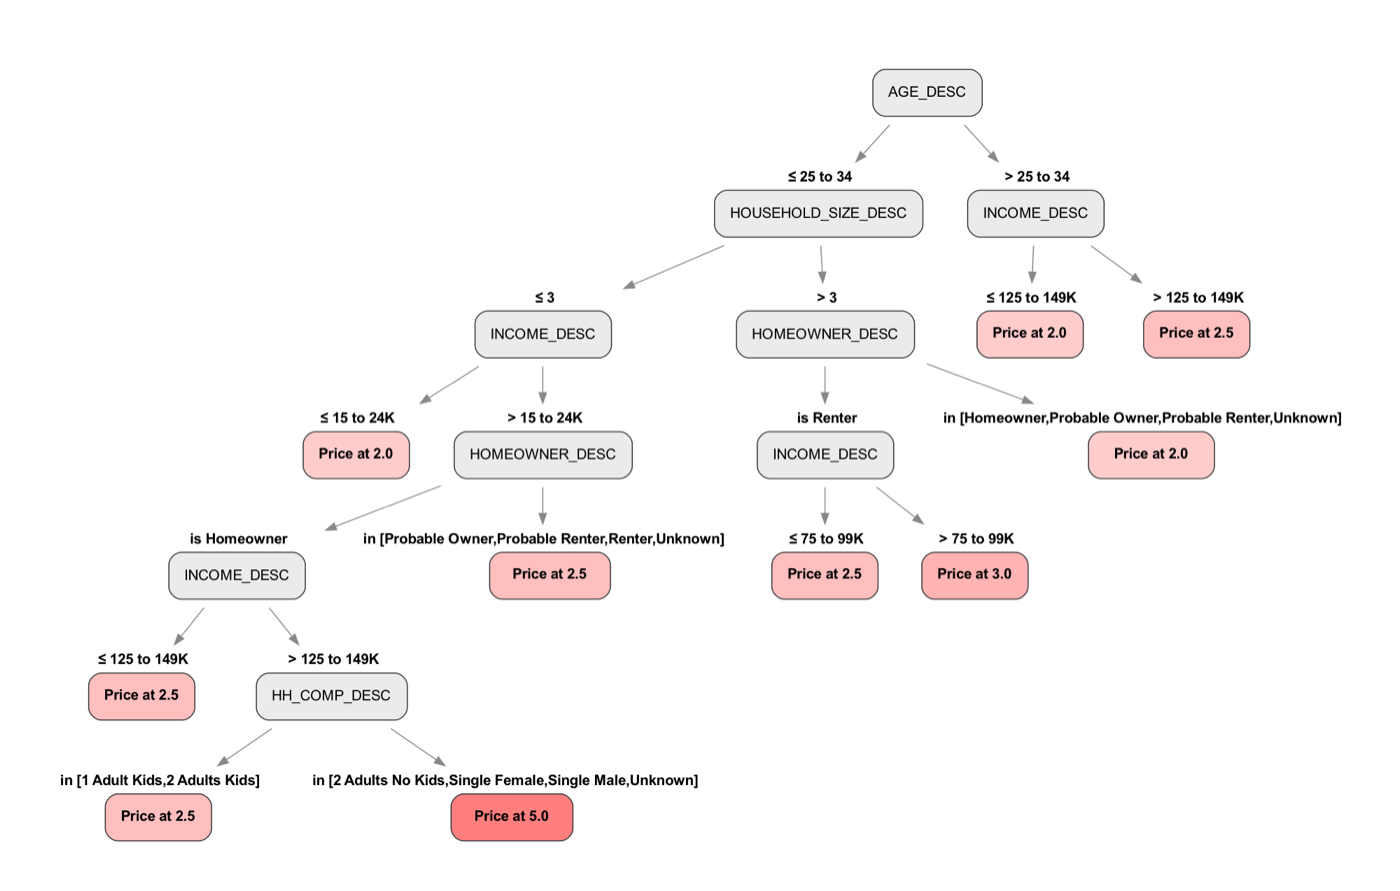 AGE_DESC
≤ 25 to 34
> 25 to 34
HOUSEHOLD_SIZE_DESC
INCOME_DESC
≤ 3
> 3
≤ 125 to 149K
> 125 to 149K
INCOME_DESC
HOMEOWNER_DESC
Price at 2.0
Price at 2.5
≤ 15 to 24K
> 15 to 24K
is Renter
in [Homeowner,Probable Owner,Probable Renter,Unknown]
Price at 2.0
HOMEOWNER_DESC
INCOME_DESC
Price at 2.0
is Homeowner
in [Probable Owner,Probable Renter,Renter,Unknown]
≤ 75 to 99K
> 75 to 99K
INCOME_DESC
Price at 2.5
Price at 2.5
Price at 3.0
≤ 125 to 149K
> 125 to 149K
Price at 2.5
HH_COMP_DESC
in [1 Adult Kids,2 Adults Kids]
in [2 Adults No Kids,Single Female,Single Male,Unknown]
Price at 2.5
Price at 5.0